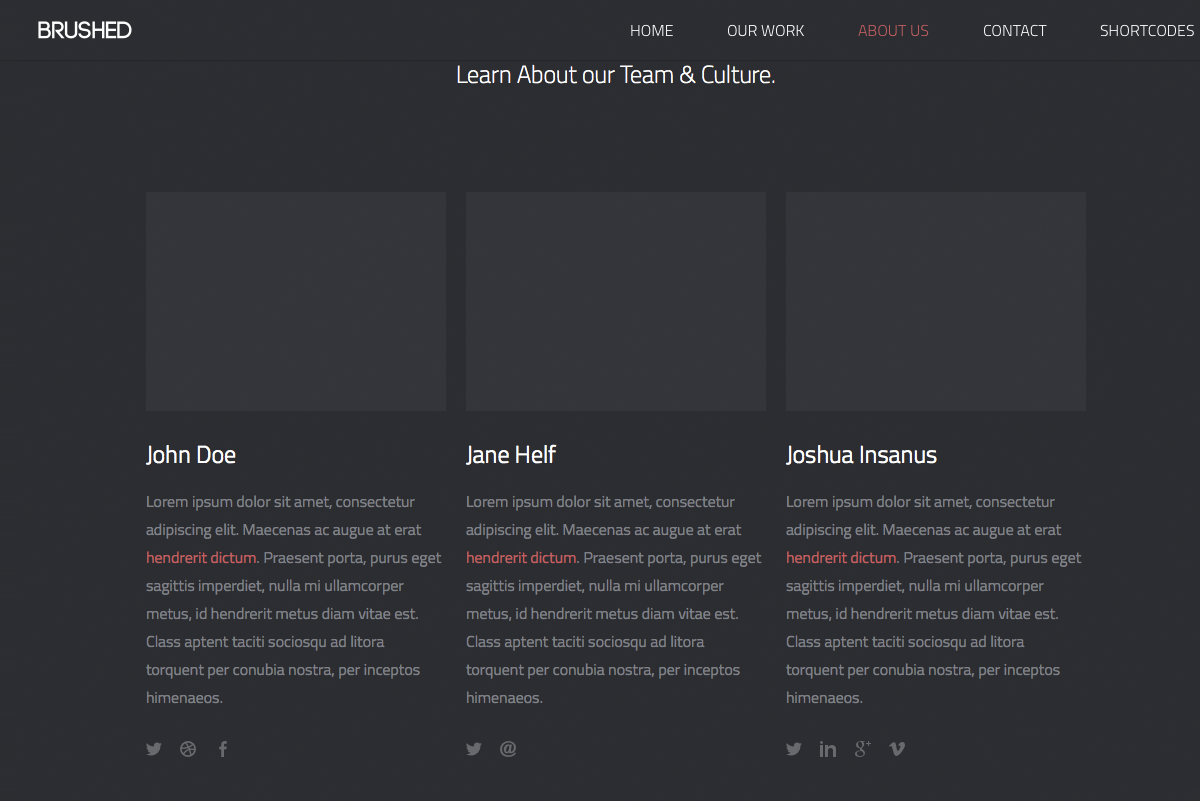 BRUSHED
HOME OUR WORK ABOUT US CONTACT SHORTCODES
Learn About our Team & Culture.
John Doe
Lorem ipsum dolor sit amet, consectetur
adipiscing elit. Maecenas ac augue at erat
hendrerit dictum. Praesent porta, purus eget
sagittis imperdiet, nulla mi ullamcorper
metus, id hendrerit metus diam vitae est.
Class aptent taciti sociosqu ad litora
torquent per conubia nostra, per inceptos
himenaeos.
Jane Helf
Lorem ipsum dolor sit amet, consectetur
adipiscing elit. Maecenas ac augue at erat
hendrerit dictum. Praesent porta, purus eget
sagittis imperdiet, nulla mi ullamcorper
metus, id hendrerit metus diam vitae est.
Class aptent taciti sociosqu ad litora
torquent per conubia nostra, per inceptos
himenaeos.
Joshua Insanus
Lorem ipsum dolor sit amet, consectetur
adipiscing elit. Maecenas ac augue at erat
hendrerit dictum. Praesent porta, purus eget
sagittis imperdiet, nulla mi ullamcorper
metus, id hendrerit metus diam vitae est.
Class aptent taciti sociosqu ad litora
torquent per conubia nostra, per inceptos
himenaeos.